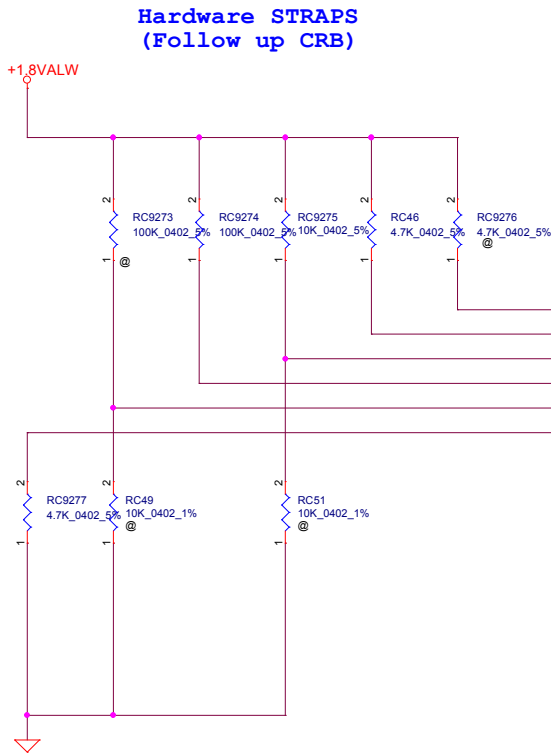 Hardware STRAPS
(Follow up CRB)
+1.8VALW
2 2 2 2 2
RC9273 RC9274 RC9275 RC46 RC9276
100K_0402_5% 100K_0402_5% 10K_0402_5% 4.7K_0402_5% 4.7K_0402_5%
@
1 1 1 1 1
@
2 2 2
RC9277 RC49 RC51
4.7K_0402_5% 10K_0402_1% 10K_0402_1%
@ @
1 1 1